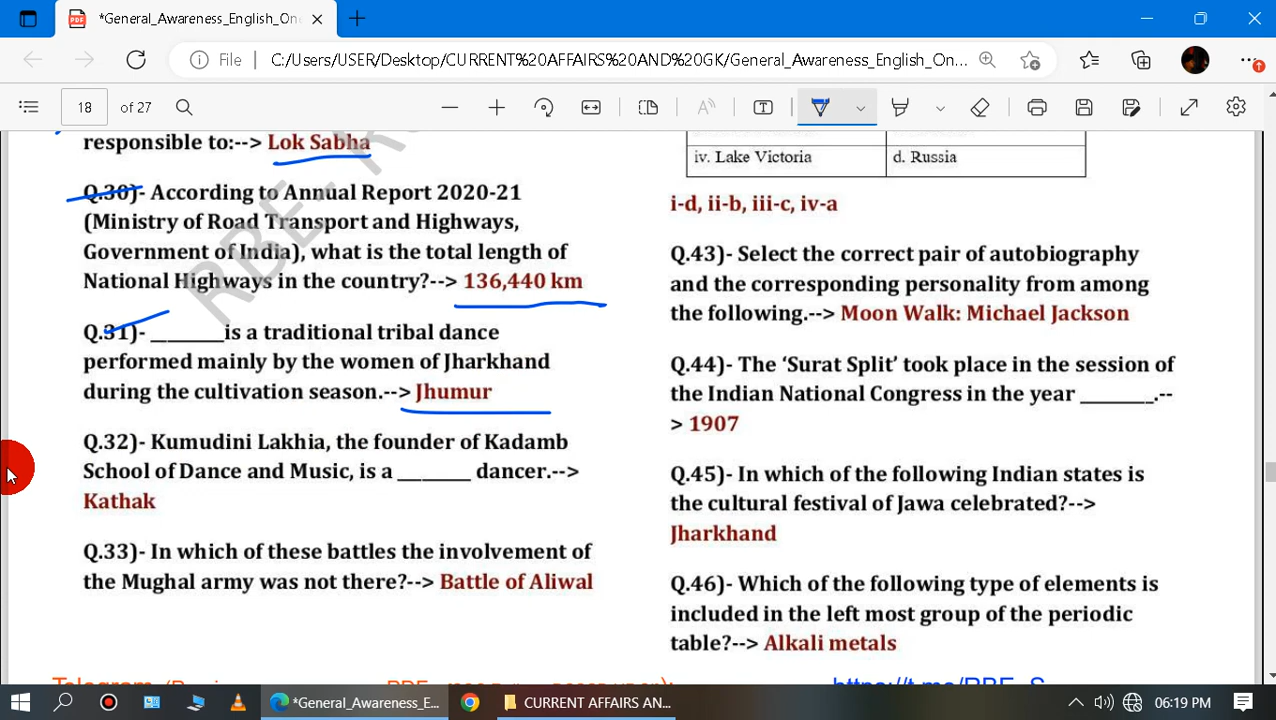 *General_Awareness_English_On‌e
File
C:/Users/USER/Desktop/CURRENT%20AFFAIRS%20AND%20GK/General_Awareness_English_On...
18
of 27
responsible to:--> Lok Sabha
Q.30)- According to Annual Report 2020-21
(Ministry of Road Transport and Highways,
Government of India), what is the total length of
National Highways in the country?--> 136,440 km
Q.31)- _______is a traditional tribal dance
performed mainly by the women of Jharkhand
during the cultivation season.--> Jhumur
Q.32)- Kumudini Lakhia, the founder of Kadamb
School of Dance and Music, is a _______ dancer.-->
Kathak
Q.33)- In which of these battles the involvement of
the Mughal army was not there?--> Battle of Aliwal
iv. Lake Victoria
d. Russia
i-d, ii-b, iii-c, iv-a
Q.43)- Select the correct pair of autobiography
and the corresponding personality from among
the following.--> Moon Walk: Michael Jackson
Q.44)- The ‘Surat Split’ took place in the session of
the Indian National Congress in the year _______.--
> 1907
Q.45)- In which of the following Indian states is
the cultural festival of Jawa celebrated?-->
Jharkhand
Q.46)- Which of the following type of elements is
included in the left most group of the periodic
table?--> Alkali metals
*General_Awareness_E...
CURRENT AFFAIRS AN...
06:19 PM